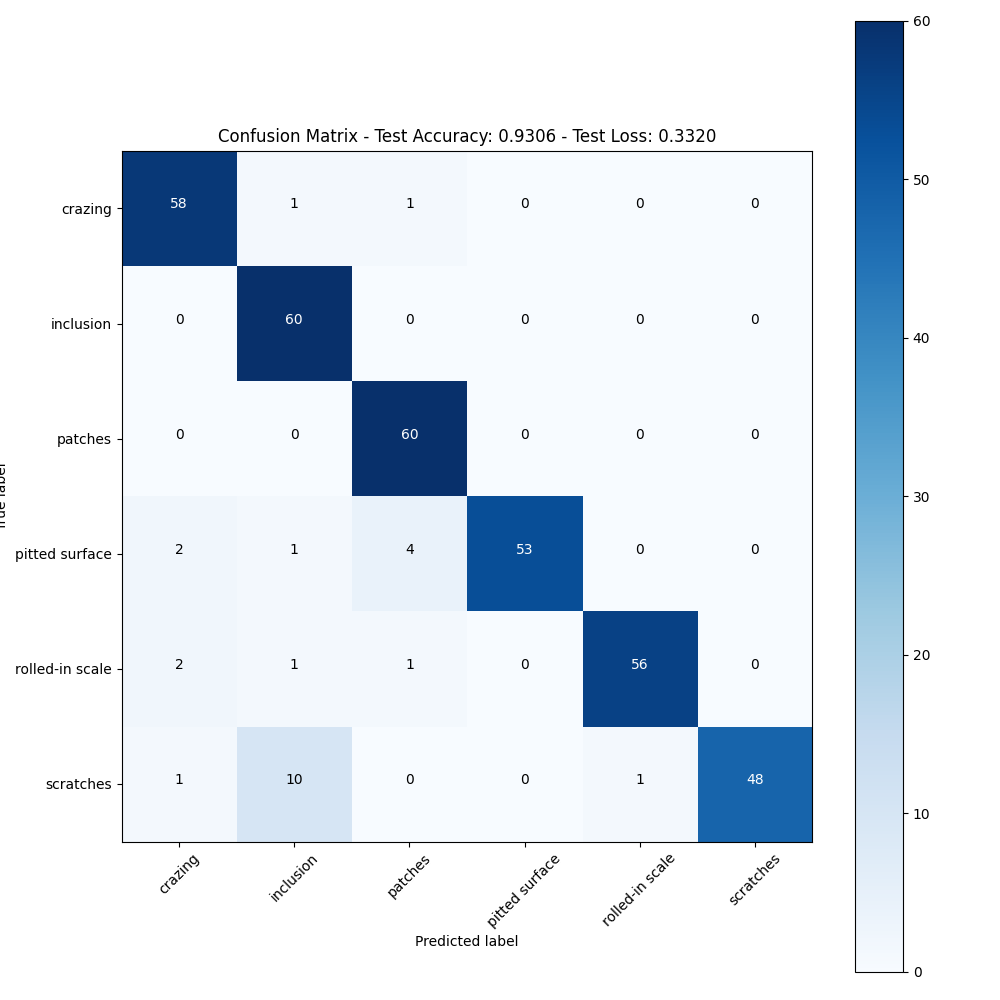 Confusion Matrix - Test Accuracy: 0.9306 - Test Loss: 0.3320
60
50
40
30
20
10
0
crazing 58 1 1 0 0 0
inclusion 0 60 0 0 0 0
patches 0 0 60 0 0 0
pitted surface 2 1 4 53 0 0
rolled-in scale 2 1 1 0 56 0
scratches 1 10 0 0 1 48
crazing inclusion patches pitted surface rolled-in scale scratches
Predicted label
label